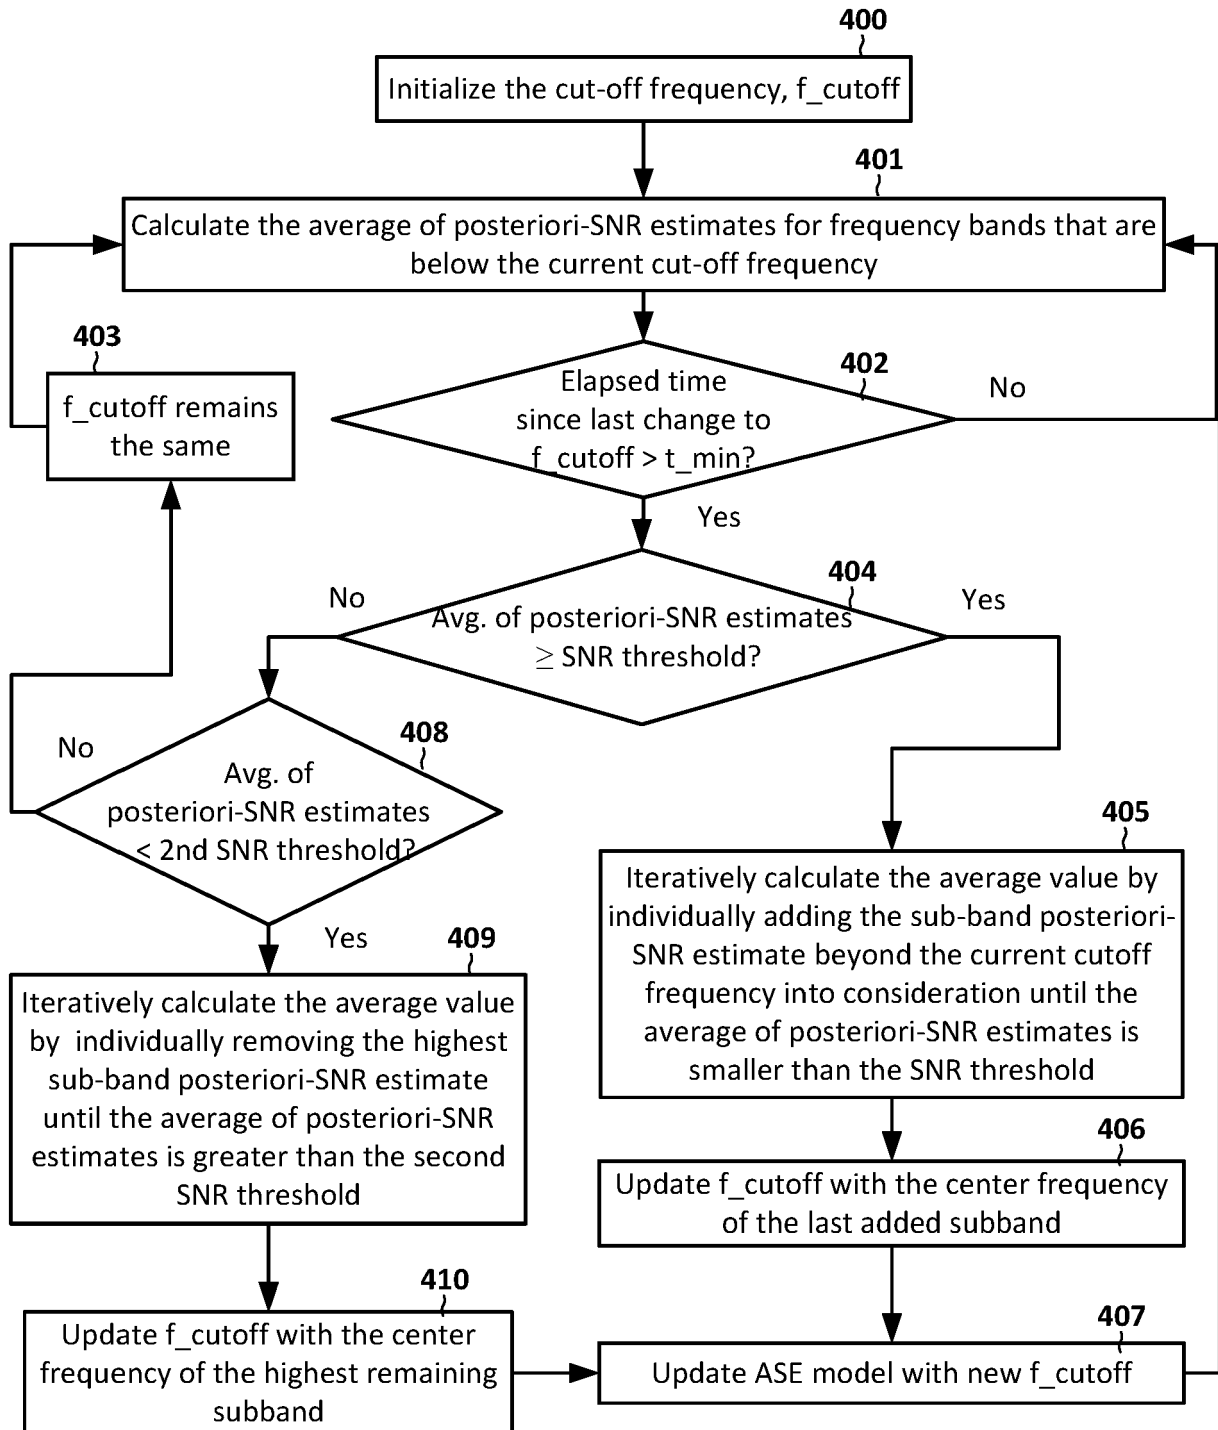 400
Initialize the cut-off frequency, f_cutoff
401
Calculate the average of posteriori-SNR estimates for frequency bands that are
below the current cut-off frequency
403
f_cutoff remains
the same
402
Elapsed time
since last change to
f_cutoff > t_min?
No
Yes
404
No
Yes
Avg. of posteriori-SNR estimates
≥ SNR threshold?
408
No
Avg. of
posteriori-SNR estimates
< 2nd SNR threshold?
Yes
405
Iteratively calculate the average value by
individually adding the sub-band posteriori-
SNR estimate beyond the current cutoff
frequency into consideration until the
average of posteriori-SNR estimates is
smaller than the SNR threshold
409
Iteratively calculate the average value
by individually removing the highest
sub-band posteriori-SNR estimate
until the average of posteriori-SNR
estimates is greater than the second
SNR threshold
406
Update f_cutoff with the center frequency
of the last added subband
410
Update f_cutoff with the center
frequency of the highest remaining
subband
407
Update ASE model with new f_cutoff